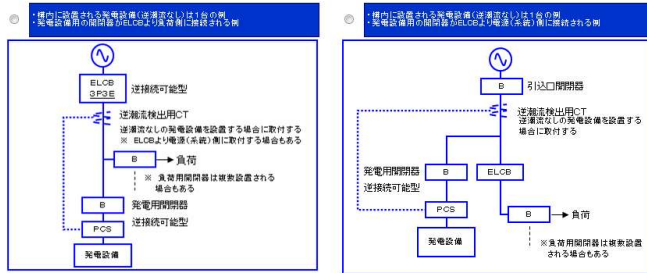 ・構内に設置される発電設備(逆潮流なし)は1台の例
・発電設備用の開閉器がELCBより負荷側に接続される例
ELCB
3P3E
逆接続可能型
逆潮流検出用CT
逆潮流なしの発電設備を設置する場合に取付する
※ ELCBより電源(系統)側に取付する場合もある
B
負荷
※ 負荷用開閉器は複数設置される
場合もある
B
発電用開閉器
逆接続可能型
PCS
発電設備
・構内に設置される発電設備(逆潮流なし)は1台の例
・発電設備用の開閉器がELCBより電源(系統)側に接続される例
B
引込口開閉器
逆潮流検出用CT
逆潮流なしの発電設備を設置する
場合に取付する
発電用開閉器
逆接続可能型
B
ELCB
PCS
B
負荷
発電設備
※負荷用開閉器は複数設置
される場合もある